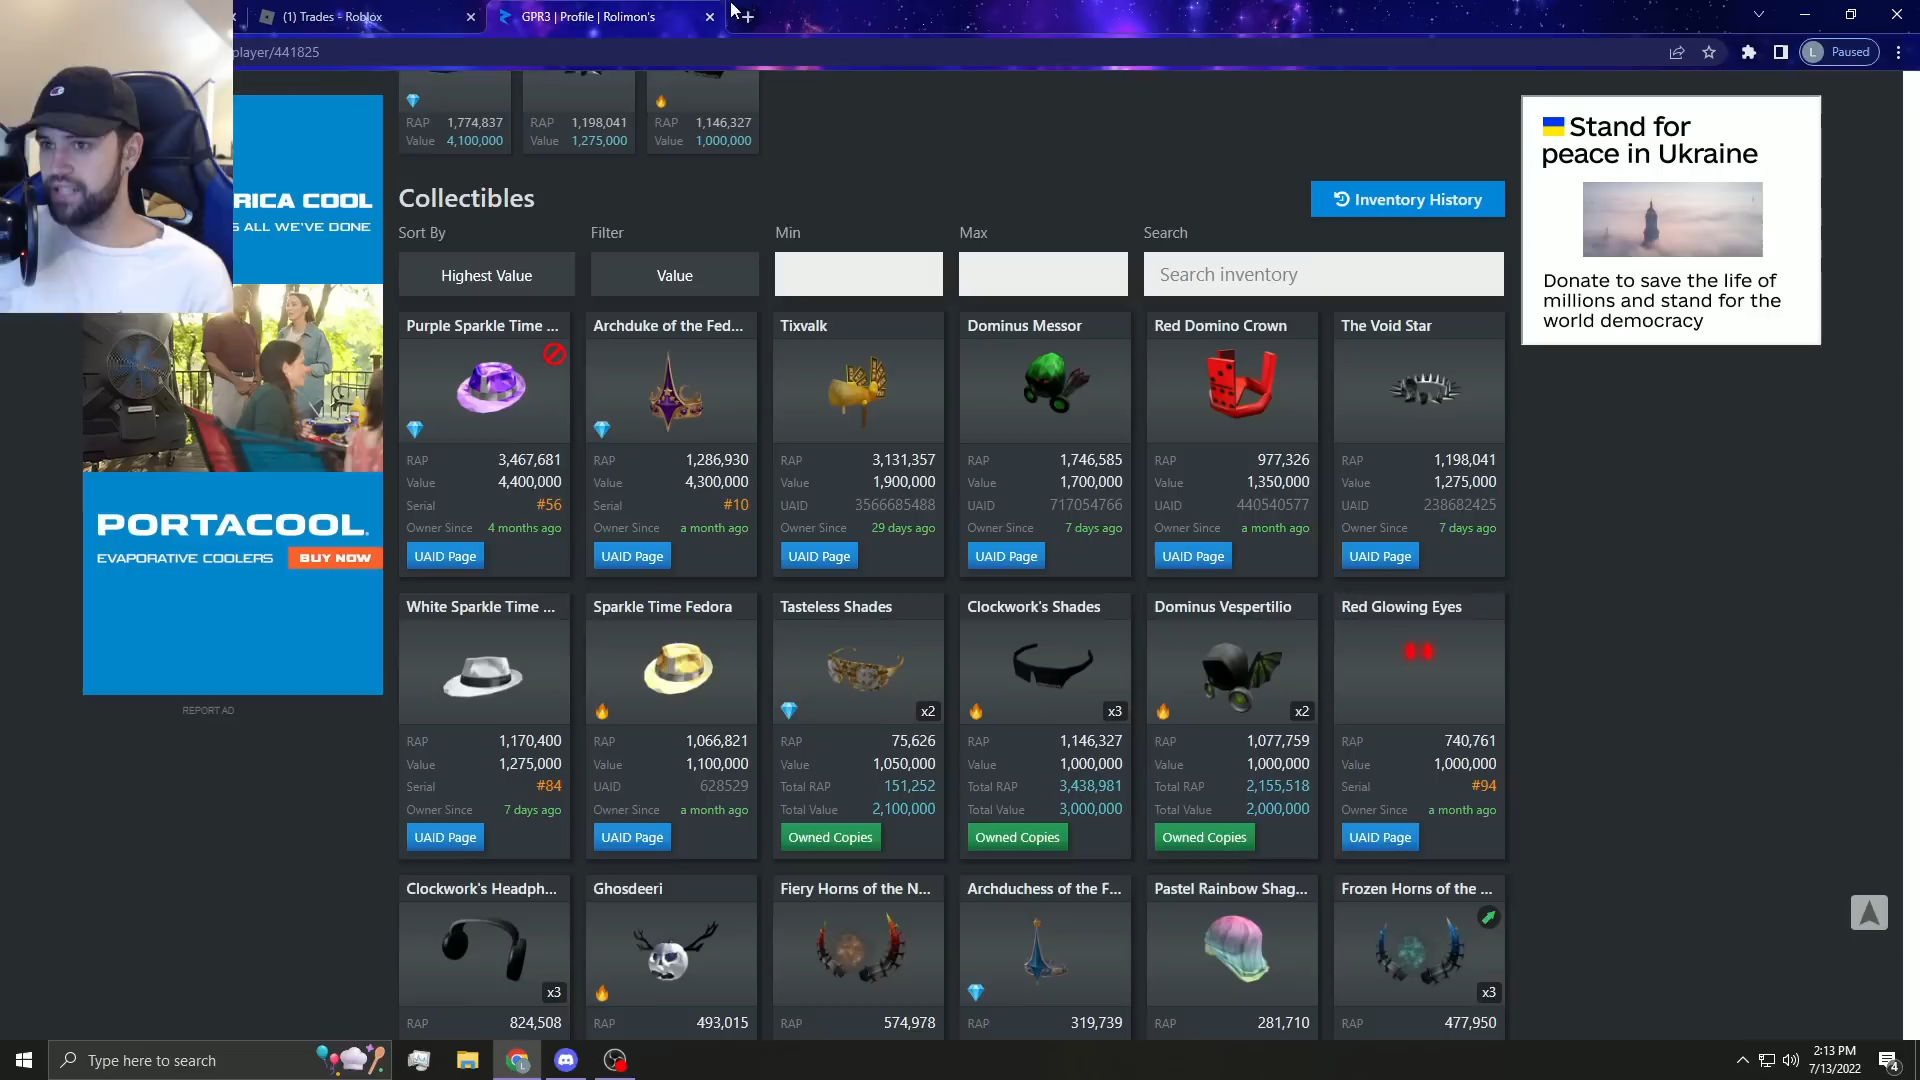 (1) Trades - Roblox
GPR3 | Profile | Rolimon's
player/441825
L
Paused
RAP 1,774,837
Value 4,100,000
RAP 1,198,041
Value 1,275,000
RAP 1,146,327
Value 1,000,000
Collectibles
Inventory History
Sort By
Filter
Min
Max
Search
Highest Value
Value
Search inventory
Purple Sparkle Time ...
RAP 3,467,681
Value 4,400,000
Serial #56
Owner Since 4 months ago
UAID Page
Archduke of the Fed...
RAP 1,286,930
Value 4,300,000
Serial #10
Owner Since a month ago
UAID Page
Tixvalk
RAP 3,131,357
Value 1,900,000
UAID 3566685488
Owner Since 29 days ago
UAID Page
Dominus Messor
RAP 1,746,585
Value 1,700,000
UAID 717054766
Owner Since 7 days ago
UAID Page
Red Domino Crown
RAP 977,326
Value 1,350,000
UAID 440540577
Owner Since a month ago
UAID Page
The Void Star
RAP 1,198,041
Value 1,275,000
UAID 238682425
Owner Since 7 days ago
UAID Page
White Sparkle Time ...
RAP 1,170,400
Value 1,275,000
Serial #84
Owner Since 7 days ago
UAID Page
Sparkle Time Fedora
RAP 1,066,821
Value 1,100,000
UAID 628529
Owner Since a month ago
UAID Page
Tasteless Shades
x2
RAP 75,626
Value 1,050,000
Total RAP 151,252
Total Value 2,100,000
Owned Copies
Clockwork's Shades
x3
RAP 1,146,327
Value 1,000,000
Total RAP 3,438,981
Total Value 3,000,000
Owned Copies
Dominus Vespertilio
x2
RAP 1,077,759
Value 1,000,000
Total RAP 2,155,518
Total Value 2,000,000
Owned Copies
Red Glowing Eyes
RAP 740,761
Value 1,000,000
Serial #94
Owner Since a month ago
UAID Page
Clockwork's Headph...
x3
RAP 824,508
Ghosdeeri
RAP 493,015
Fiery Horns of the N...
RAP 574,978
Archduchess of the F...
RAP 319,739
Pastel Rainbow Shag...
RAP 281,710
Frozen Horns of the ...
x3
RAP 477,950
RICA COOL
S ALL WE'VE DONE
PORTACOOL
EVAPORATIVE COOLERS
BUY NOW
REPORT AD
Stand for
peace in Ukraine
Donate to save the life of
millions and stand for the
world democracy
Type here to search
2:13 PM
7/13/2022
4